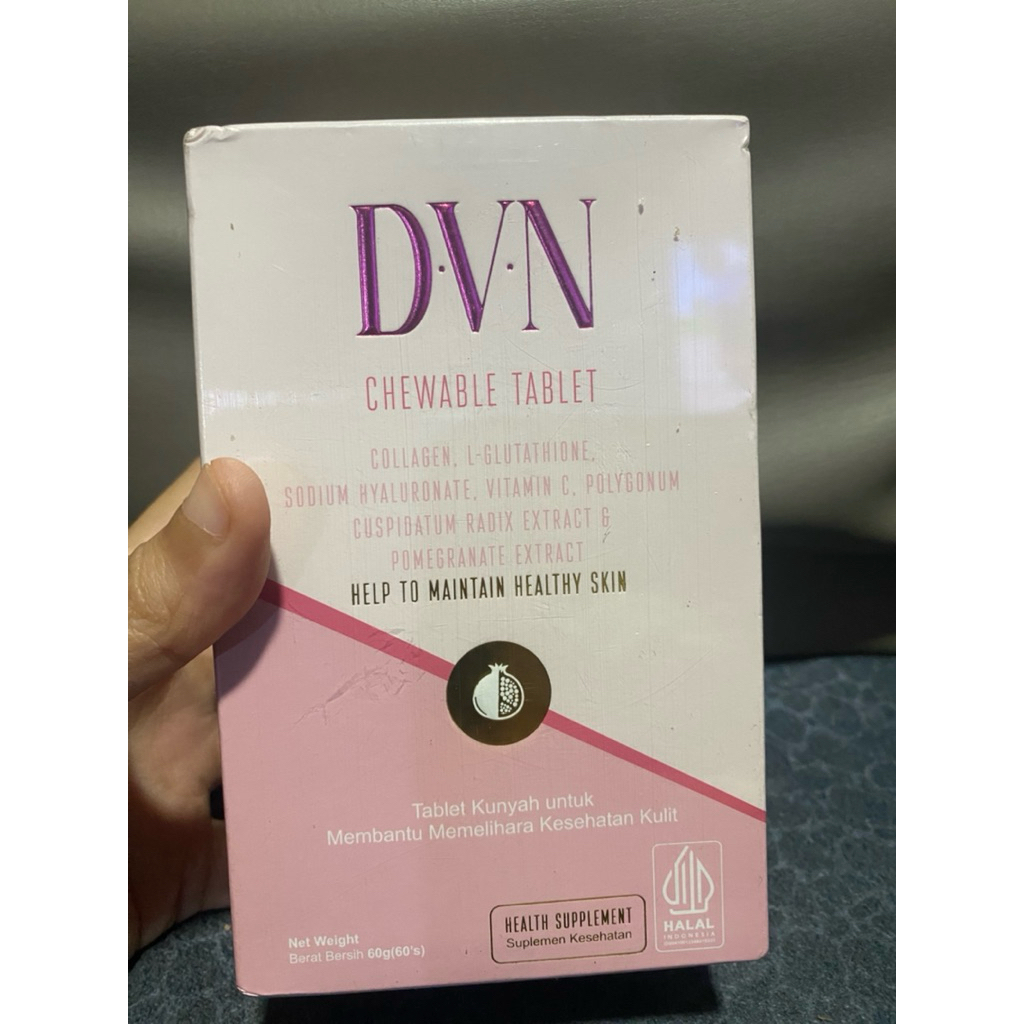 D·V·N
CHEWABLE TABLET
COLLAGEN, L-GLUTATHIONE,
SODIUM HYALURONATE, VITAMIN C, POLYGONUM
CUSPIDATUM RADIX EXTRACT &
POMEGRANATE EXTRACT
HELP TO MAINTAIN HEALTHY SKIN
Tablet Kunyah untuk
Membantu Memelihara Kesehatan Kulit
Net Weight
Berat Bersih 60g(60's)
HEALTH SUPPLEMENT
Suplemen Kesehatan
HALAL
INDONESIA